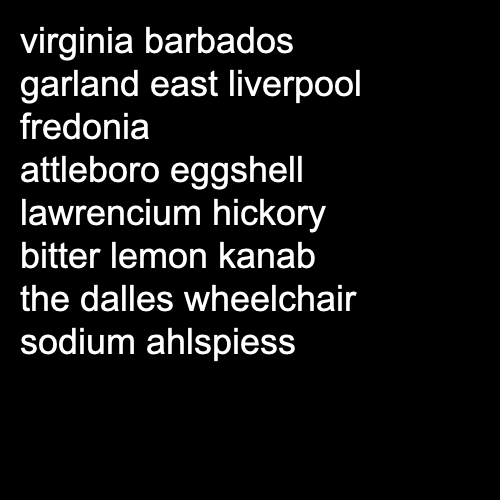 virginia barbados
garland east liverpool
fredonia
attleboro eggshell
lawrencium hickory
bitter lemon kanab
the dalles wheelchair
sodium ahlspiess